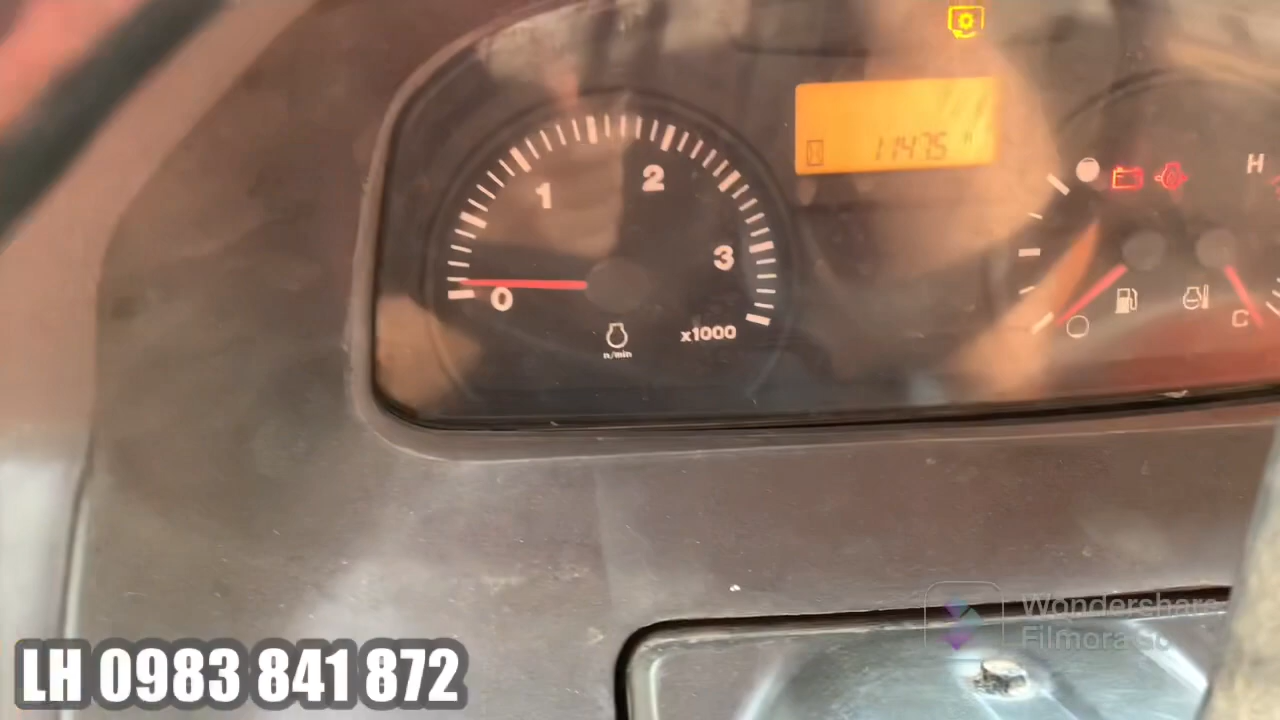 11475
H
1
2
3
0
x1000
n/min
C
Wondershare
Filmora
LH 0983 841 872